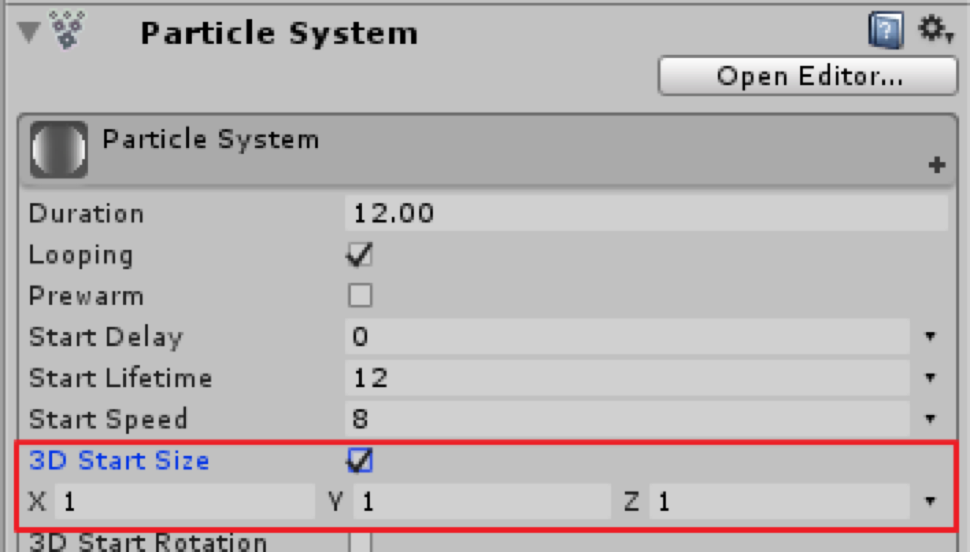 Particle System
Open Editor...
Particle System
Duration 12.00
Looping
Prewarm
Start Delay 0
Start Lifetime 12
Start Speed 8
3D Start Size
X 1 Y 1 Z 1
3D Start Rotation